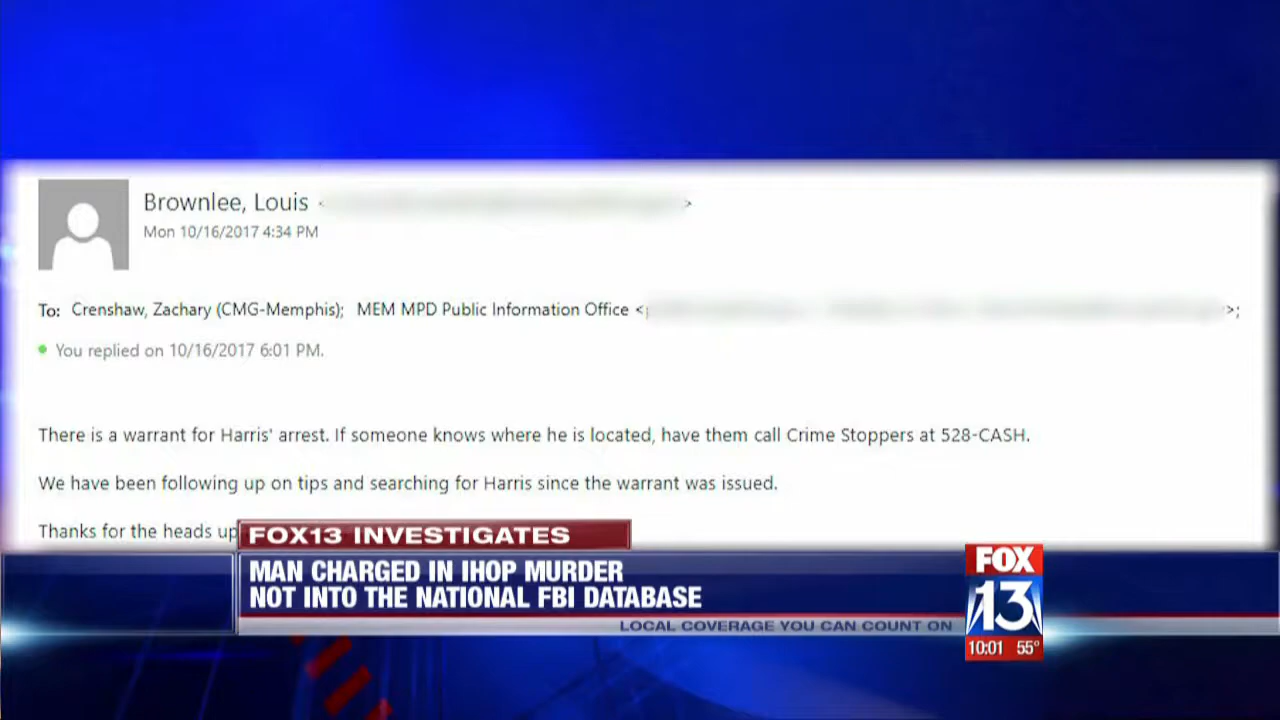 Brownlee, Louis < >
Mon 10/16/2017 4:34 PM
To: Crenshaw, Zachary (CMG-Memphis); MEM MPD Public Information Office < >;
You replied on 10/16/2017 6:01 PM.
There is a warrant for Harris' arrest. If someone knows where he is located, have them call Crime Stoppers at 528-CASH.
We have been following up on tips and searching for Harris since the warrant was issued.
Thanks for the heads up
FOX13 INVESTIGATES
MAN CHARGED IN IHOP MURDER
NOT INTO THE NATIONAL FBI DATABASE
LOCAL COVERAGE YOU CAN COUNT ON
FOX
13
10:01 55°